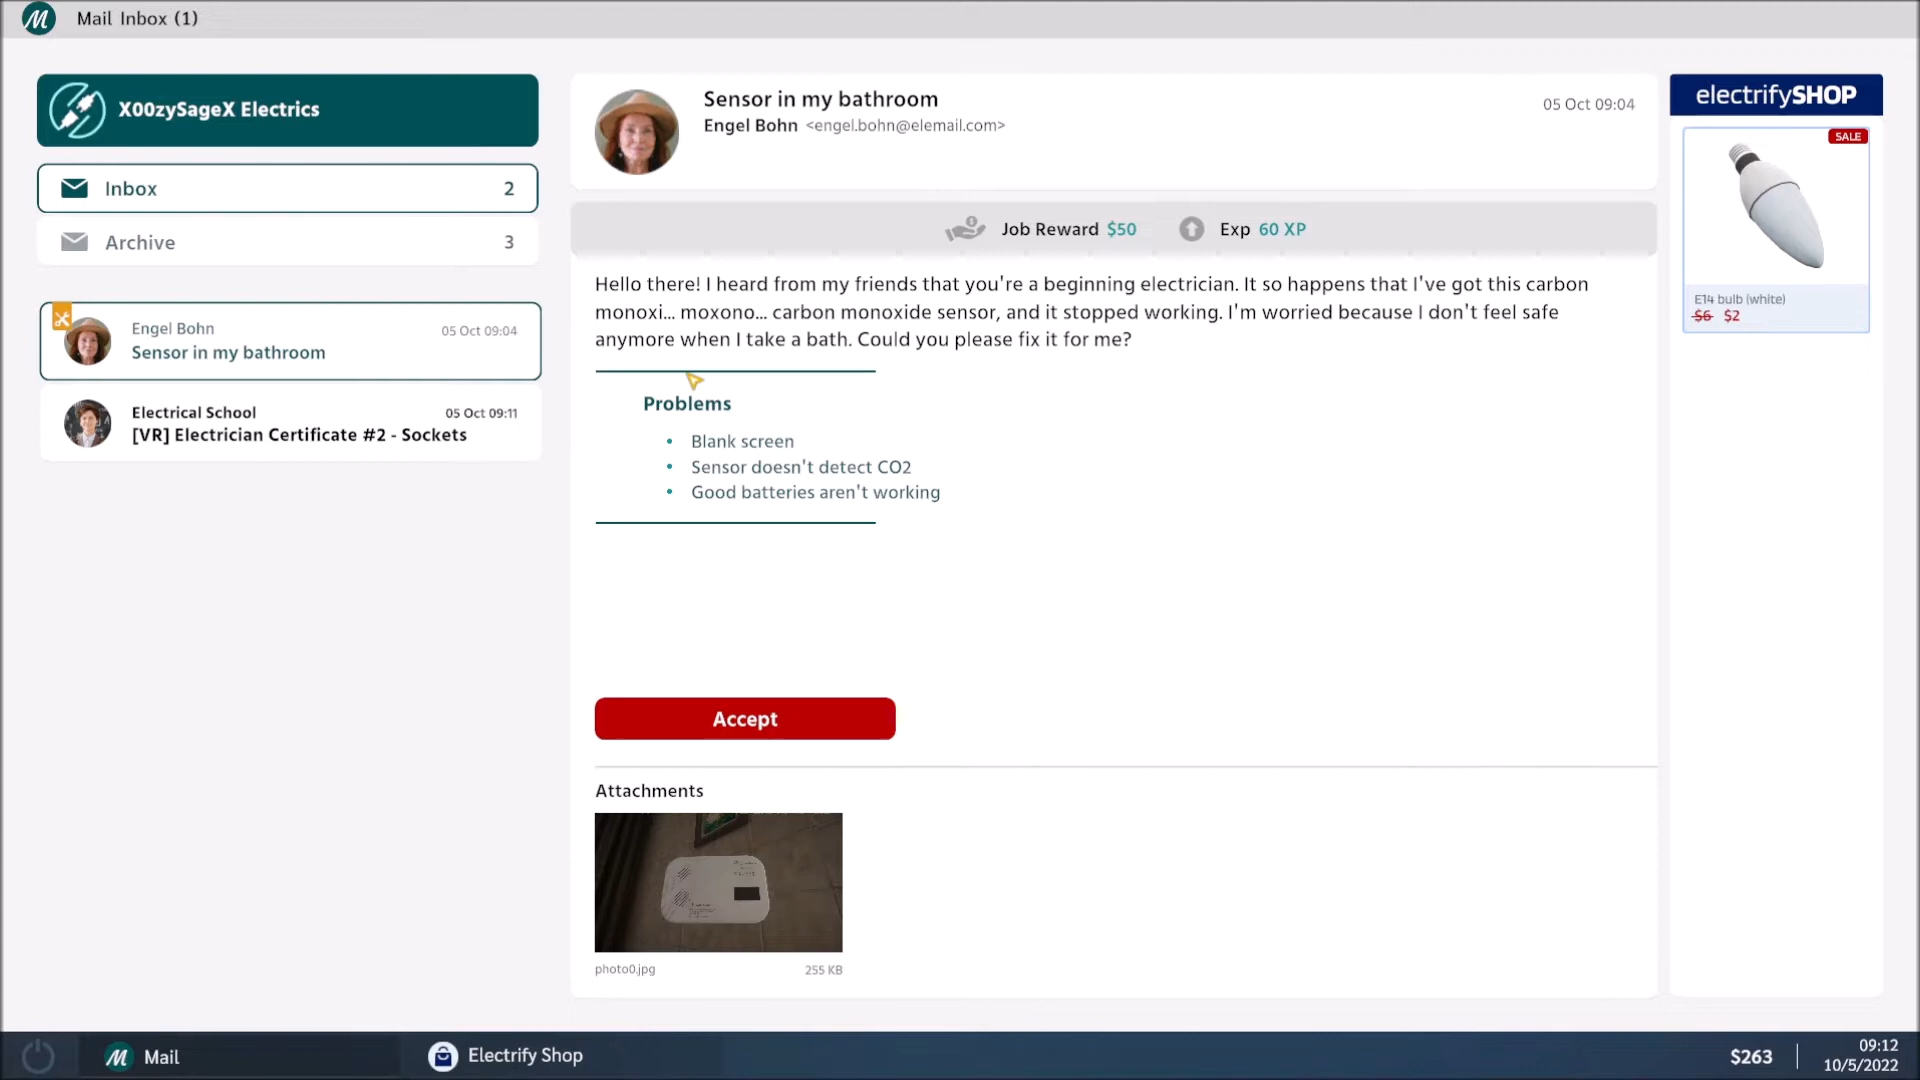 Mail Inbox (1)
X00zySageX Electrics
Inbox 2
Archive 3
Engel Bohn 05 Oct 09:04
Sensor in my bathroom
Electrical School 05 Oct 09:11
[VR] Electrician Certificate #2 - Sockets
Sensor in my bathroom
Engel Bohn <engel.bohn@elemail.com>
05 Oct 09:04
Job Reward $50 Exp 60 XP
Hello there! I heard from my friends that you're a beginning electrician. It so happens that I've got this carbon
monoxi... moxono... carbon monoxide sensor, and it stopped working. I'm worried because I don't feel safe
anymore when I take a bath. Could you please fix it for me?
Problems
• Blank screen
• Sensor doesn't detect CO2
• Good batteries aren't working
Accept
Attachments
photo0.jpg 255 KB
electrifySHOP
SALE
E14 bulb (white)
$6 $2
Mail
Electrify Shop
$263
09:12
10/5/2022